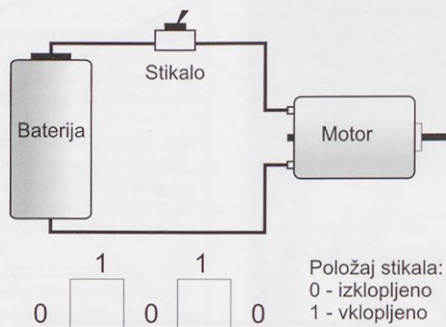 Stikalo
Baterija
Motor
1 1
0 0 0
Položaj stikala:
0 - izklopljeno
1 - vklopljeno